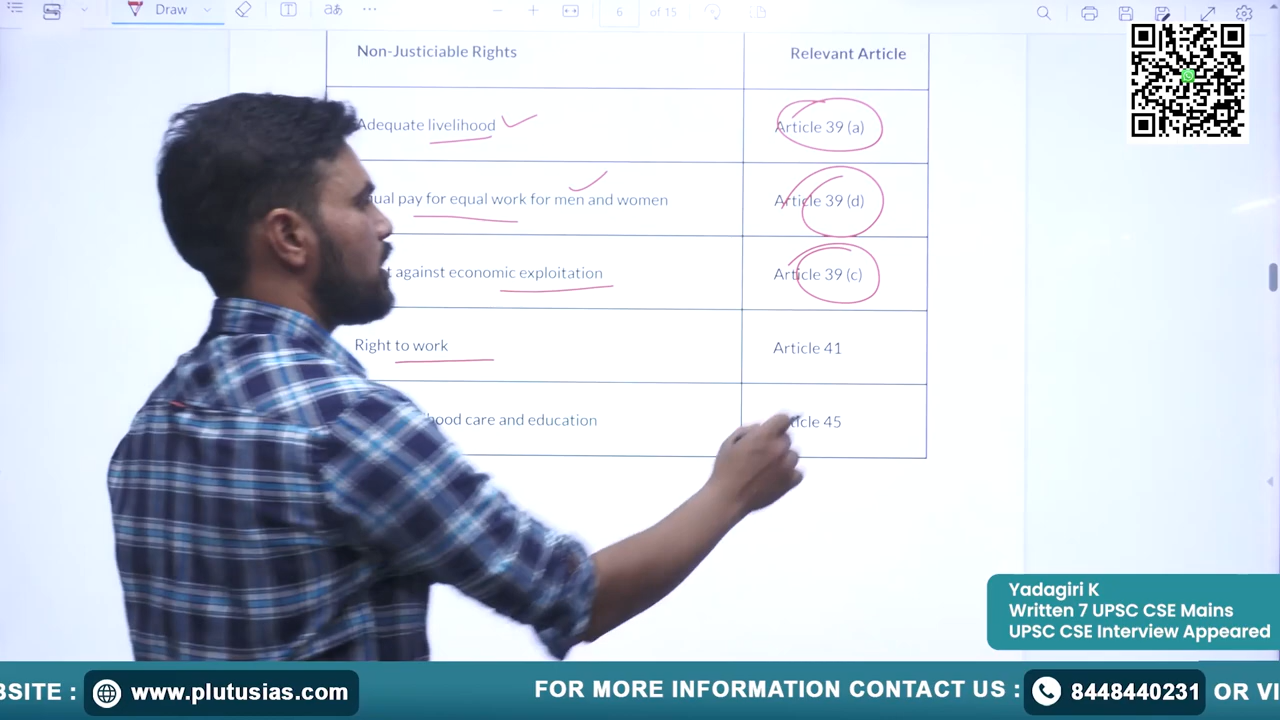 Draw
aあ
6 of 15
Non-Justiciable Rights
Relevant Article
Adequate livelihood
Article 39 (a)
pay for equal work for men and women
Article 39 (d)
against economic exploitation
Article 39 (c)
Right to work
Article 41
care and education
45
Yadagiri K
Written 7 UPSC CSE Mains
UPSC CSE Interview Appeared
BSITE : www.plutusias.com
FOR MORE INFORMATION CONTACT US : 8448440231 OR VI